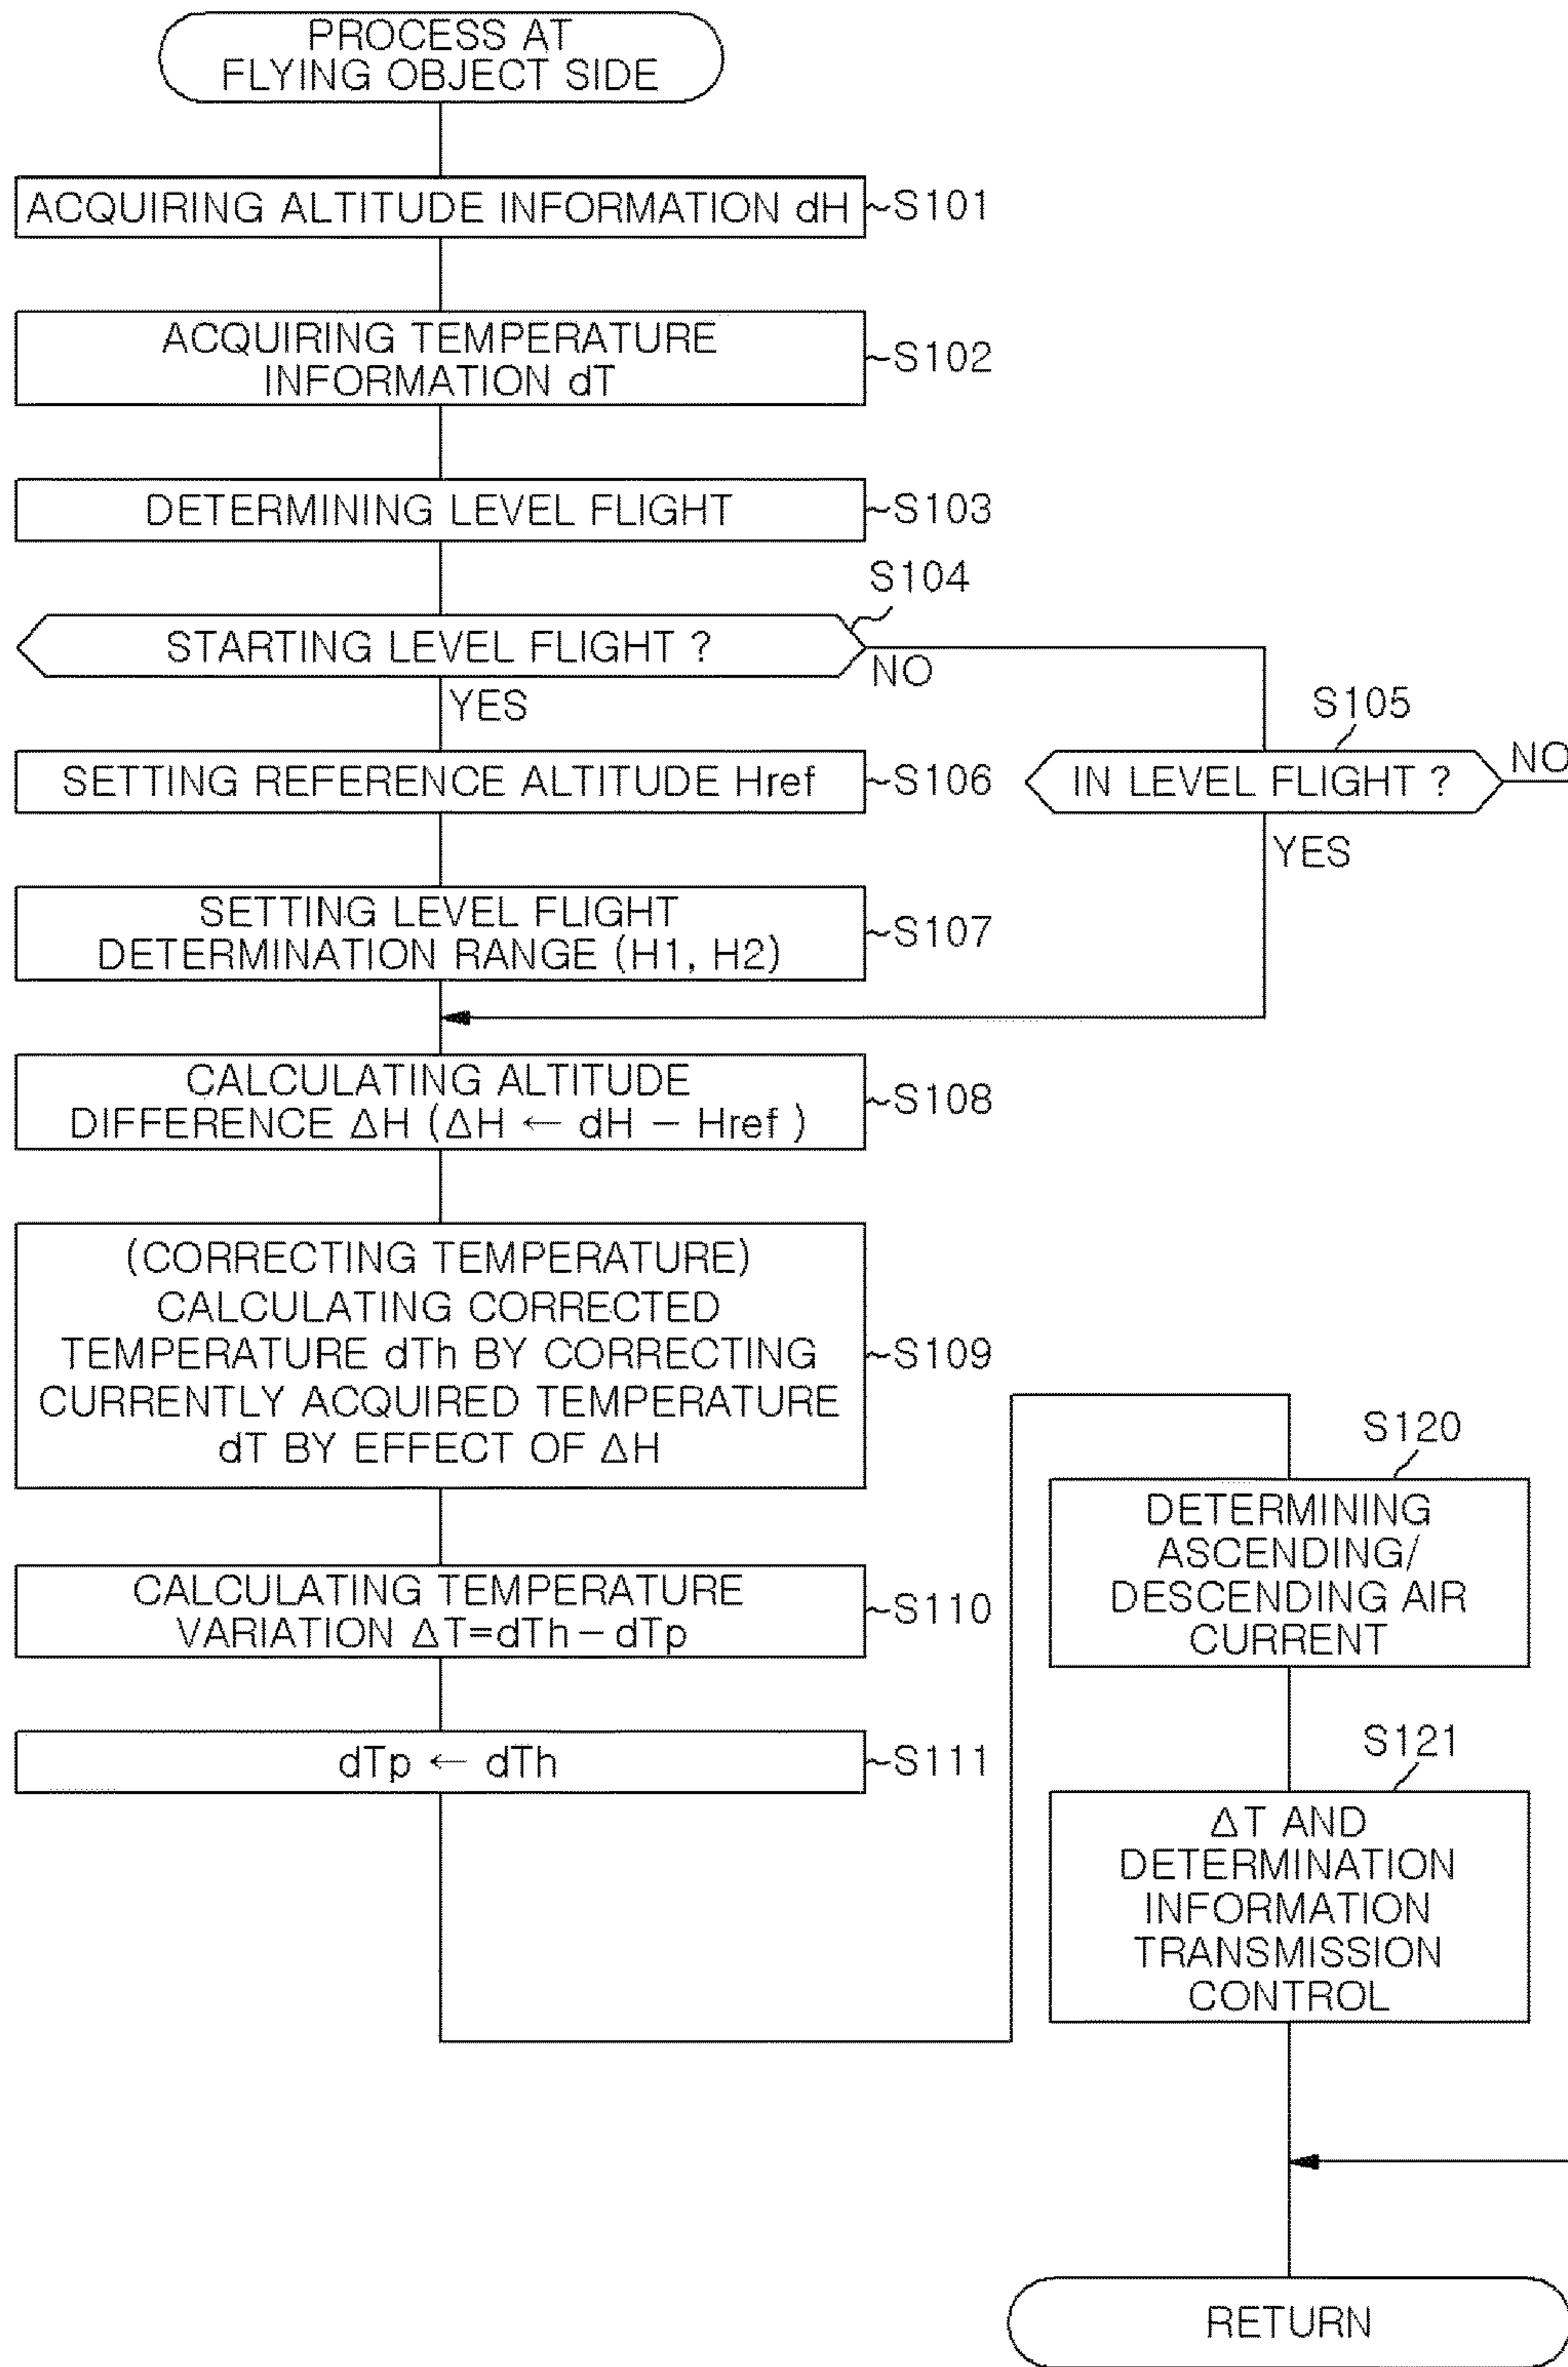 PROCESS AT
FLYING OBJECT SIDE
ACQUIRING ALTITUDE INFORMATION dH
S101
ACQUIRING TEMPERATURE
INFORMATION dT
S102
DETERMINING LEVEL FLIGHT
S103
S104
STARTING LEVEL FLIGHT ?
NO
YES
S105
IN LEVEL FLIGHT ?
NO
YES
SETTING REFERENCE ALTITUDE Href
S106
SETTING LEVEL FLIGHT
DETERMINATION RANGE (H1, H2)
S107
CALCULATING ALTITUDE
DIFFERENCE ΔH (ΔH ← dH − Href )
S108
(CORRECTING TEMPERATURE)
CALCULATING CORRECTED
TEMPERATURE dTh BY CORRECTING
CURRENTLY ACQUIRED TEMPERATURE
dT BY EFFECT OF ΔH
S109
CALCULATING TEMPERATURE
VARIATION ΔT=dTh−dTp
S110
dTp ← dTh
S111
S120
DETERMINING
ASCENDING/
DESCENDING AIR
CURRENT
S121
ΔT AND
DETERMINATION
INFORMATION
TRANSMISSION
CONTROL
RETURN